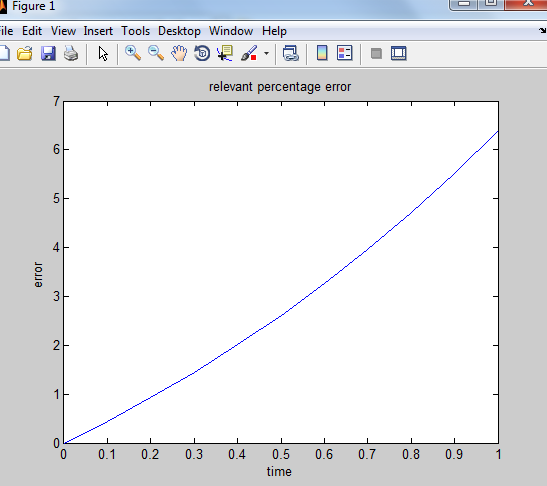 Figure 1
File Edit View Insert Tools Desktop Window Help
relevant percentage error
7
6
5
4
3
2
1
0
error
0 0.1 0.2 0.3 0.4 0.5 0.6 0.7 0.8 0.9 1
time